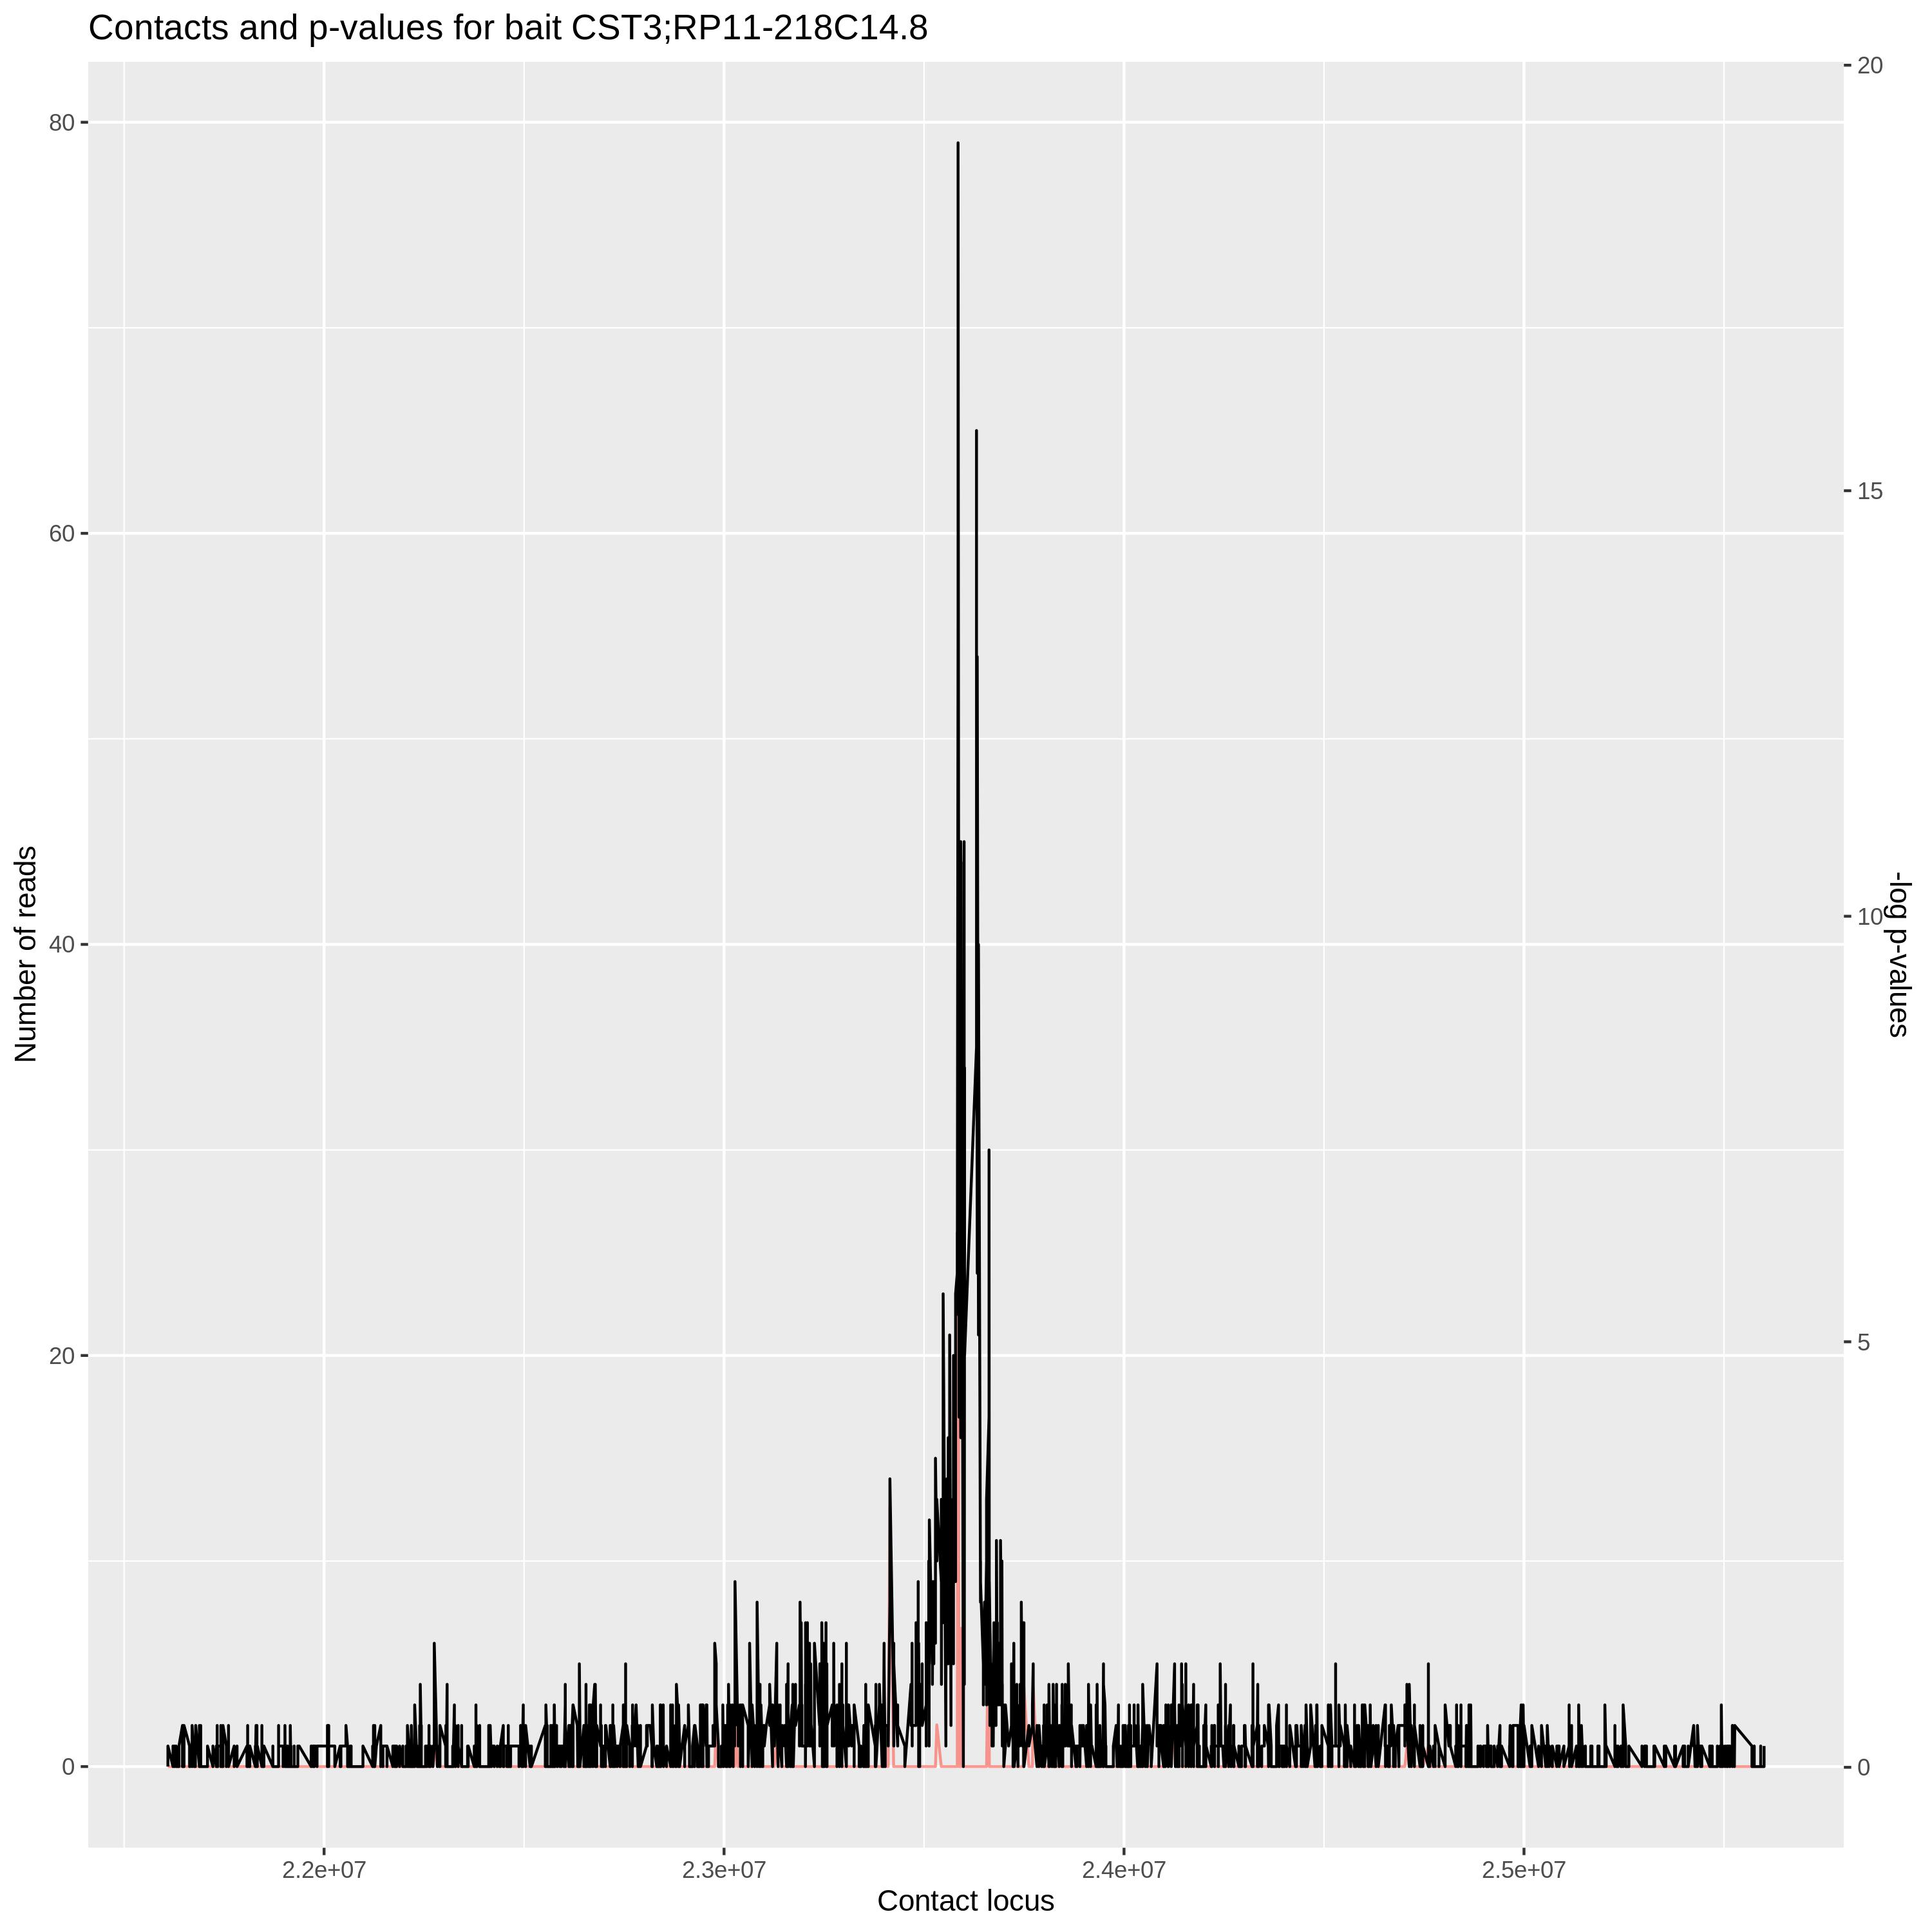 Contacts and p-values for bait CST3;RP11-218C14.8
80
60
40
20
0
Number of reads
20
15
10
5
0
-log p-values
2.2e+07
2.3e+07
2.4e+07
2.5e+07
Contact locus